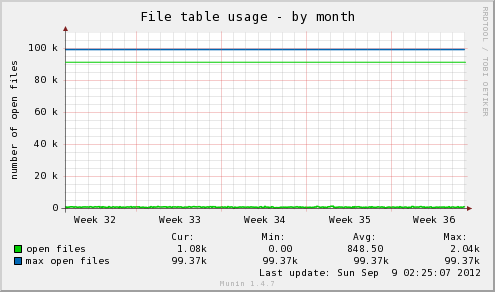 File table usage - by month
RRDTOOL / TOBI OETIKER
number of open files
100 k
80 k
60 k
40 k
20 k
0
Week 32 Week 33 Week 34 Week 35 Week 36
Cur: Min: Avg: Max:
open files 1.08k 0.00 848.50 2.04k
max open files 99.37k 99.37k 99.37k 99.37k
Last update: Sun Sep 9 02:25:07 2012
Munin 1.4.7